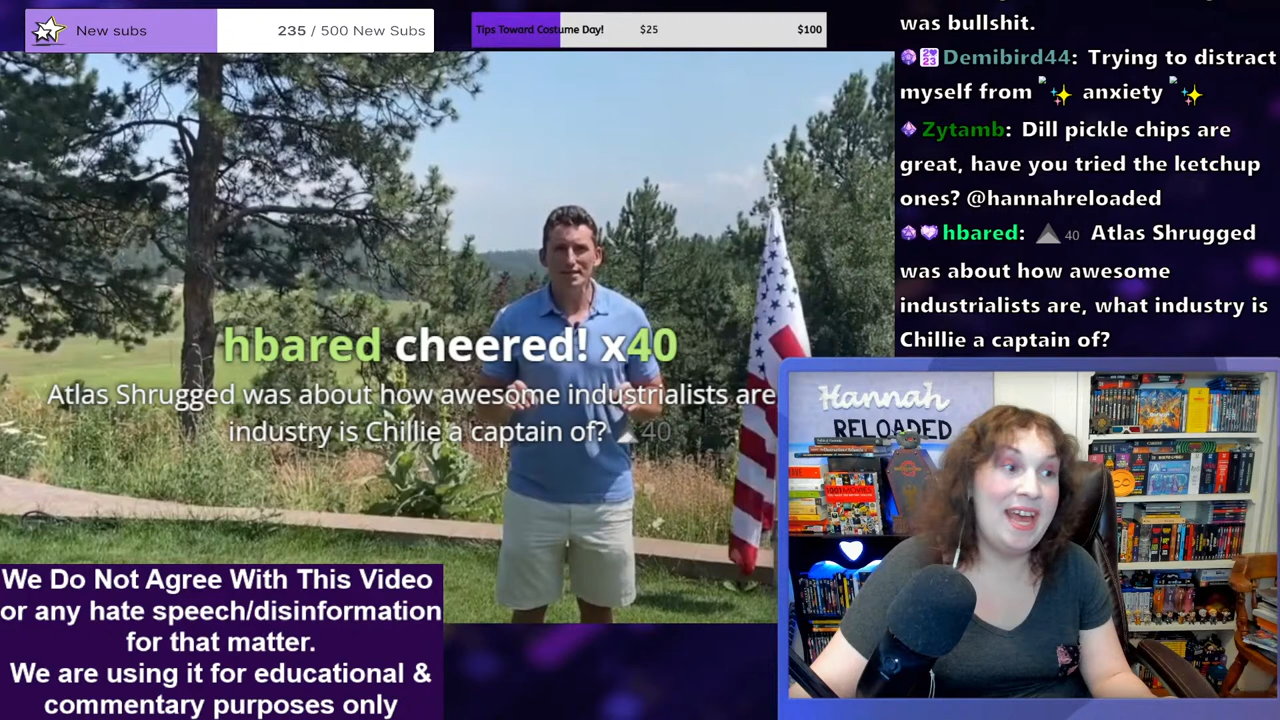 New subs
235 / 500 New Subs
Tips Toward Costume Day!
$25
$100
was bullshit.
Demibird44: Trying to distract
myself from ✨ anxiety ✨
Zytamb: Dill pickle chips are
great, have you tried the ketchup
ones? @hannahreloaded
hbared: 40 Atlas Shrugged
was about how awesome
industrialists are, what industry is
Chillie a captain of?
hbared cheered! x40
Atlas Shrugged was about how awesome industrialists are
industry is Chillie a captain of? 40
Hannah
RELOADED
1001 MOVIES
We Do Not Agree With This Video
or any hate speech/disinformation
for that matter.
We are using it for educational &
commentary purposes only